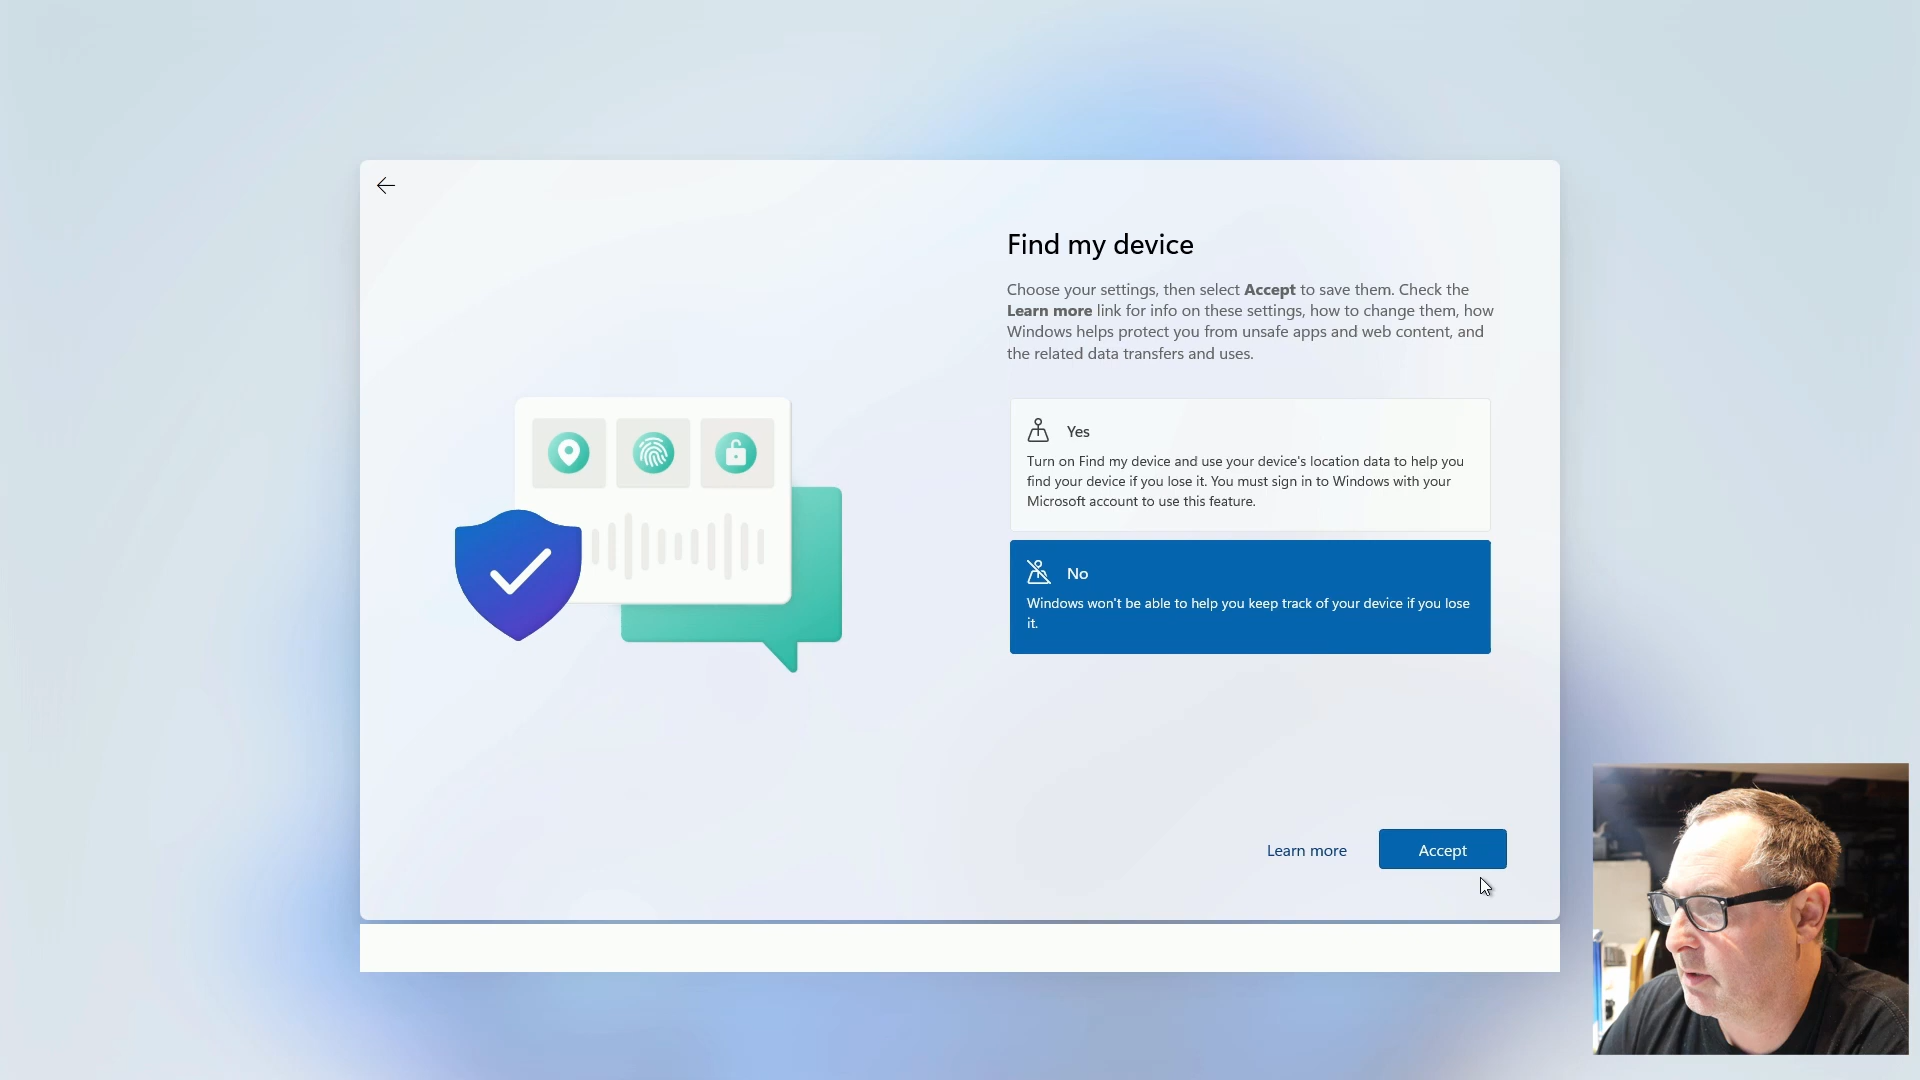 Find my device
Choose your settings, then select Accept to save them. Check the
Learn more link for info on these settings, how to change them, how
Windows helps protect you from unsafe apps and web content, and
the related data transfers and uses.
Yes
Turn on Find my device and use your device's location data to help you
find your device if you lose it. You must sign in to Windows with your
Microsoft account to use this feature.
No
Windows won't be able to help you keep track of your device if you lose
it.
Learn more
Accept